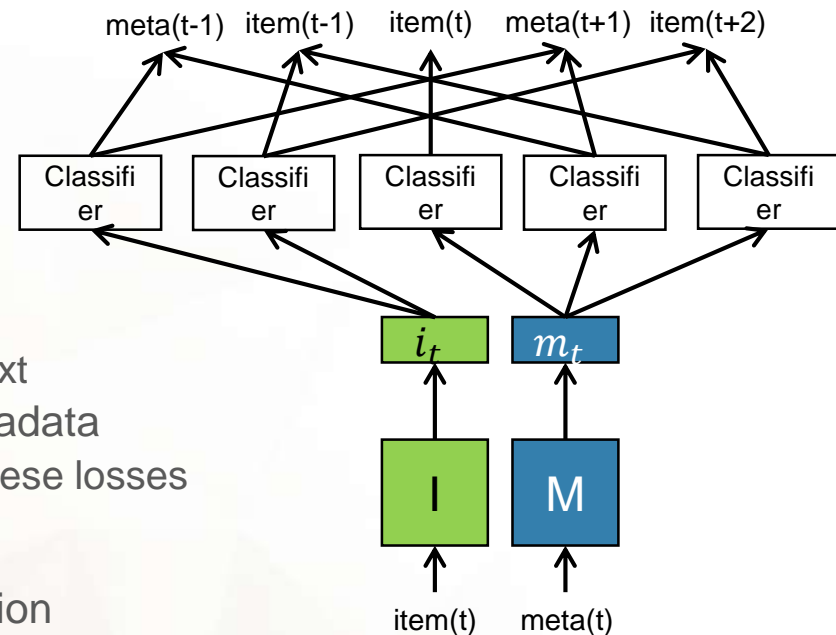 meta(t-1) item(t-1) item(t) meta(t+1) item(t+2)
Classifi
er
Classifi
er
Classifi
er
Classifi
er
Classifi
er
i_t
m_t
xt
adata
ese losses
I
M
ion
item(t)
meta(t)